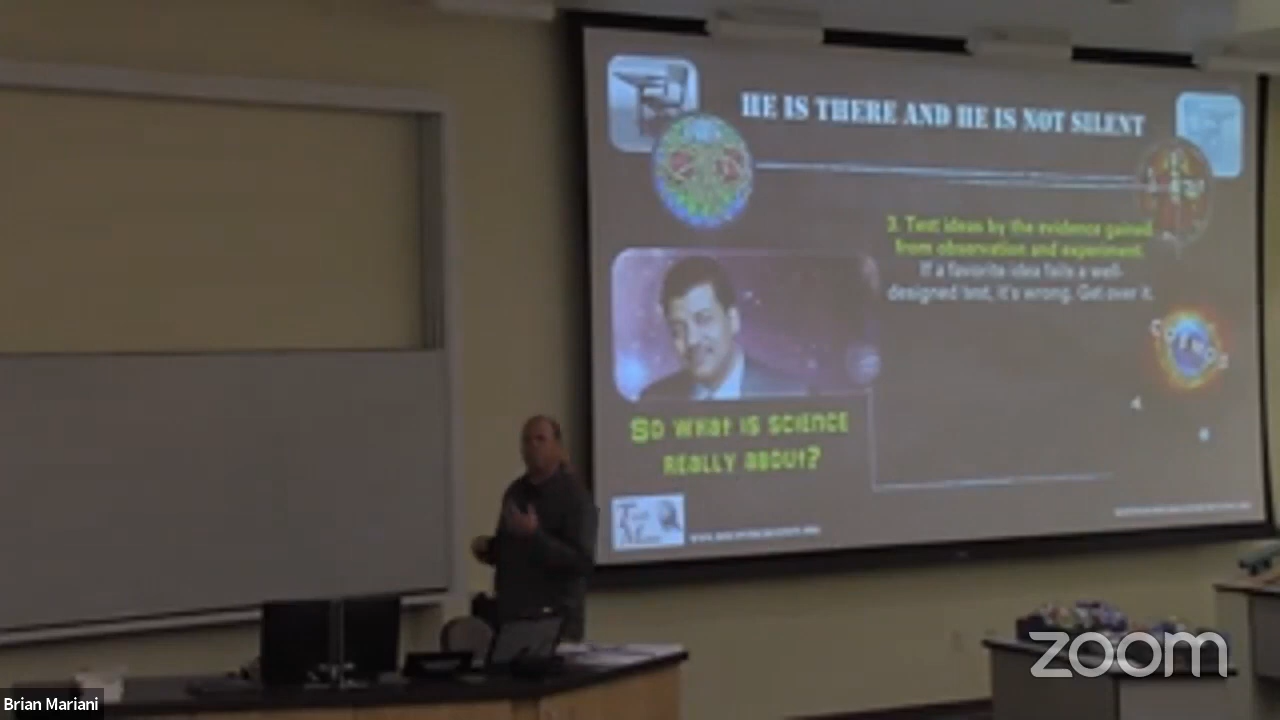 HE IS THERE AND HE IS NOT SILENT
3. Test ideas by the evidence gained
from observation and experiment.
If a favorite idea fails a well-
designed test, it's wrong. Get over it.
COSMOS
SO WHAT IS SCIENCE
REALLY ABOUT?
zoom
Brian Mariani